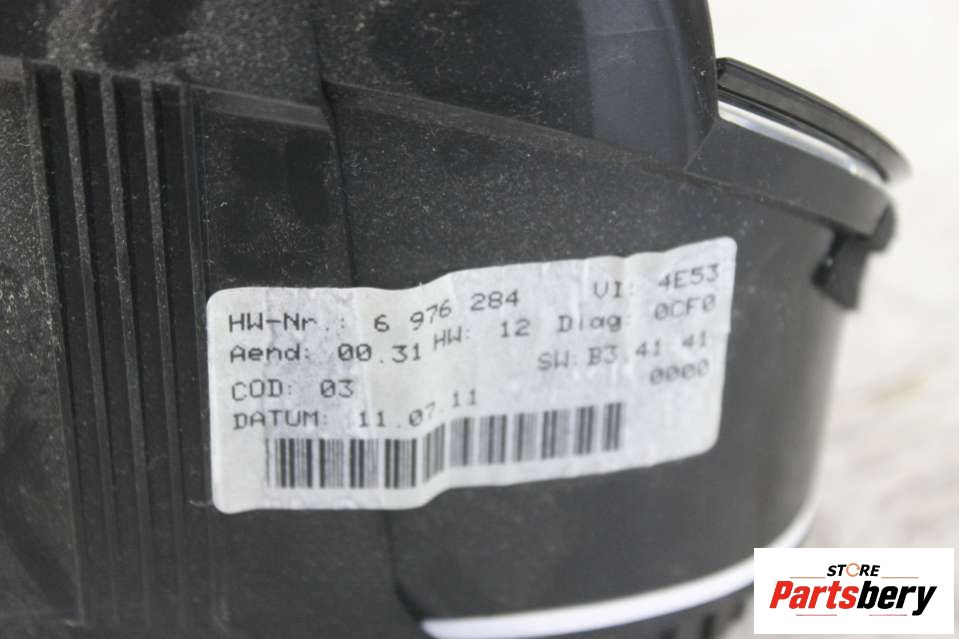 HW-Nr.: 6 976 284 VI: 4E53
Aend: 00.31 HW: 12 Diag: 0CF0
COD: 03 SW: B3.41 41
DATUM: 11.07.11 0000
STORE
Partsbery